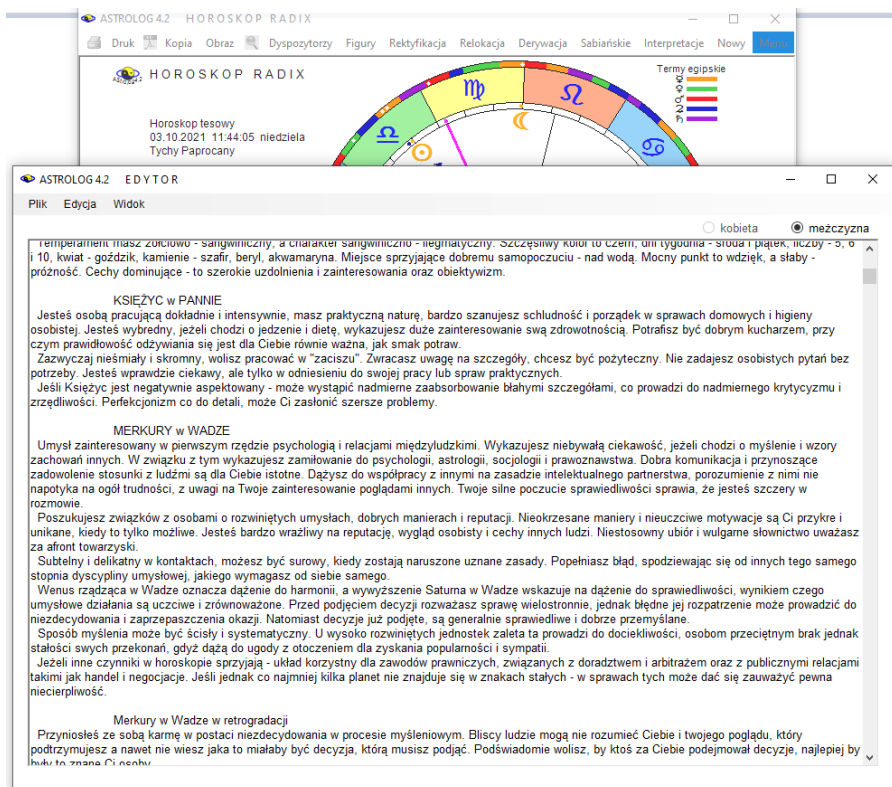 ASTROLOG 4.2 HOROSKOP RADIX
Druk Kopia Obraz Dyspozytorzy Figury Rektyfikacja Relokacja Derywacja Sabiańskie Interpretacje Nowy Menu
HOROSKOP RADIX
Termy egipskie
Horoskop tesowy
03.10.2021 11:44:05 niedziela
Tychy Paprocany
ASTROLOG 4.2 EDYTOR
Plik Edycja Widok
kobieta meżczyzna
Temperament masz żółciowo - sangwiniczny, a charakter sangwiniczno - flegmatyczny. Szczęśliwy kolor to czerń, dni tygodnia - środa i piątek, liczby - 5, 6
i 10, kwiat - goździk, kamienie - szafir, beryl, akwamaryna. Miejsce sprzyjające dobremu samopoczuciu - nad wodą. Mocny punkt to wdzięk, a słaby -
próżność. Cechy dominujące - to szerokie uzdolnienia i zainteresowania oraz obiektywizm.
KSIĘŻYC w PANNIE
Jesteś osobą pracującą dokładnie i intensywnie, masz praktyczną naturę, bardzo szanujesz schludność i porządek w sprawach domowych i higieny
osobistej. Jesteś wybredny, jeżeli chodzi o jedzenie i dietę, wykazujesz duże zainteresowanie swą zdrowotnością. Potrafisz być dobrym kucharzem, przy
czym prawidłowość odżywiania się jest dla Ciebie równie ważna, jak smak potraw.
Zazwyczaj nieśmiały i skromny, wolisz pracować w "zaciszu". Zwracasz uwagę na szczegóły, chcesz być pożyteczny. Nie zadajesz osobistych pytań bez
potrzeby. Jesteś wprawdzie ciekawy, ale tylko w odniesieniu do swojej pracy lub spraw praktycznych.
Jeśli Księżyc jest negatywnie aspektowany - może wystąpić nadmierne zaabsorbowanie błahymi szczegółami, co prowadzi do nadmiernego krytycyzmu i
zrzędliwości. Perfekcjonizm co do detali, może Ci zasłonić szersze problemy.
MERKURY w WADZE
Umysł zainteresowany w pierwszym rzędzie psychologią i relacjami międzyludzkimi. Wykazujesz niebywałą ciekawość, jeżeli chodzi o myślenie i wzory
zachowań innych. W związku z tym wykazujesz zamiłowanie do psychologii, astrologii, socjologii i prawoznawstwa. Dobra komunikacja i przynoszące
zadowolenie stosunki z ludźmi są dla Ciebie istotne. Dążysz do współpracy z innymi na zasadzie intelektualnego partnerstwa, porozumienie z nimi nie
napotyka na ogół trudności, z uwagi na Twoje zainteresowanie poglądami innych. Twoje silne poczucie sprawiedliwości sprawia, że jesteś szczery w
rozmowie.
Poszukujesz związków z osobami o rozwiniętych umysłach, dobrych manierach i reputacji. Nieokrzesane maniery i nieuczciwe motywacje są Ci przykre i
unikane, kiedy to tylko możliwe. Jesteś bardzo wrażliwy na reputację, wygląd osobisty i cechy innych ludzi. Niestosowny ubiór i wulgarne słownictwo uważasz
za afront towarzyski.
Subtelny i delikatny w kontaktach, możesz być surowy, kiedy zostają naruszone uznane zasady. Popełniasz błąd, spodziewając się od innych tego samego
stopnia dyscypliny umysłowej, jakiego wymagasz od siebie samego.
Wenus rządząca w Wadze oznacza dążenie do harmonii, a wywyższenie Saturna w Wadze wskazuje na dążenie do sprawiedliwości, wynikiem czego
umysłowe działania są uczciwe i zrównoważone. Przed podjęciem decyzji rozważasz sprawę wielostronnie, jednak błędne jej rozpatrzenie może prowadzić do
niezdecydowania i zaprzepaszczenia okazji. Natomiast decyzje już podjęte, są generalnie sprawiedliwe i dobrze przemyślane.
Sposób myślenia może być ścisły i systematyczny. U wysoko rozwiniętych jednostek zaleta ta prowadzi do dociekliwości, osobom przeciętnym brak jednak
stałości swych przekonań, gdyż dążą do ugody z otoczeniem dla zyskania popularności i sympatii.
Jeżeli inne czynniki w horoskopie sprzyjają - układ korzystny dla zawodów prawniczych, związanych z doradztwem i arbitrażem oraz z publicznymi relacjami
takimi jak handel i negocjacje. Jeśli jednak co najmniej kilka planet nie znajduje się w znakach stałych - w sprawach tych może dać się zauważyć pewna
niecierpliwość.
Merkury w Wadze w retrogradacji
Przyniosłeś ze sobą karmę w postaci niezdecydowania w procesie myśleniowym. Bliscy ludzie mogą nie rozumieć Ciebie i twojego poglądu, który
podtrzymujesz a nawet nie wiesz jaka to miałaby być decyzja, którą musisz podjąć. Podświadomie wolisz, by ktoś za Ciebie podejmował decyzje, najlepiej by
były to znane Ci osoby